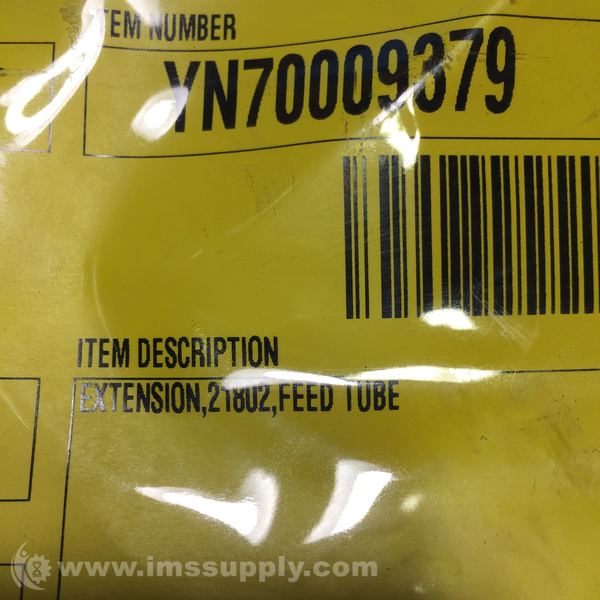 ITEM NUMBER
YN70009379
ITEM DESCRIPTION
EXTENSION,21802,FEED TUBE
www.imssupply.com